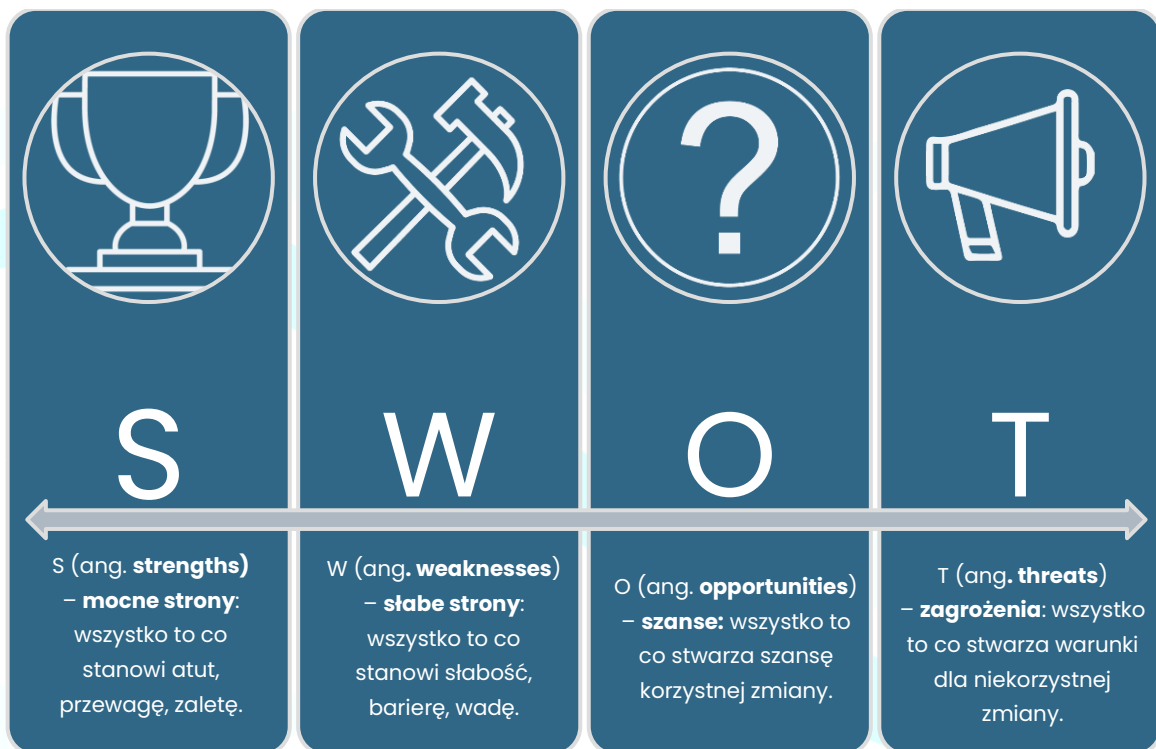 S
S (ang. strengths)
– mocne strony:
wszystko to co
stanowi atut,
przewagę, zaletę.
W
W (ang. weaknesses)
– słabe strony:
wszystko to co
stanowi słabość,
barierę, wadę.
?
O
O (ang. opportunities)
– szanse: wszystko to
co stwarza szansę
korzystnej zmiany.
T
T (ang. threats)
– zagrożenia: wszystko
to co stwarza warunki
dla niekorzystnej
zmiany.